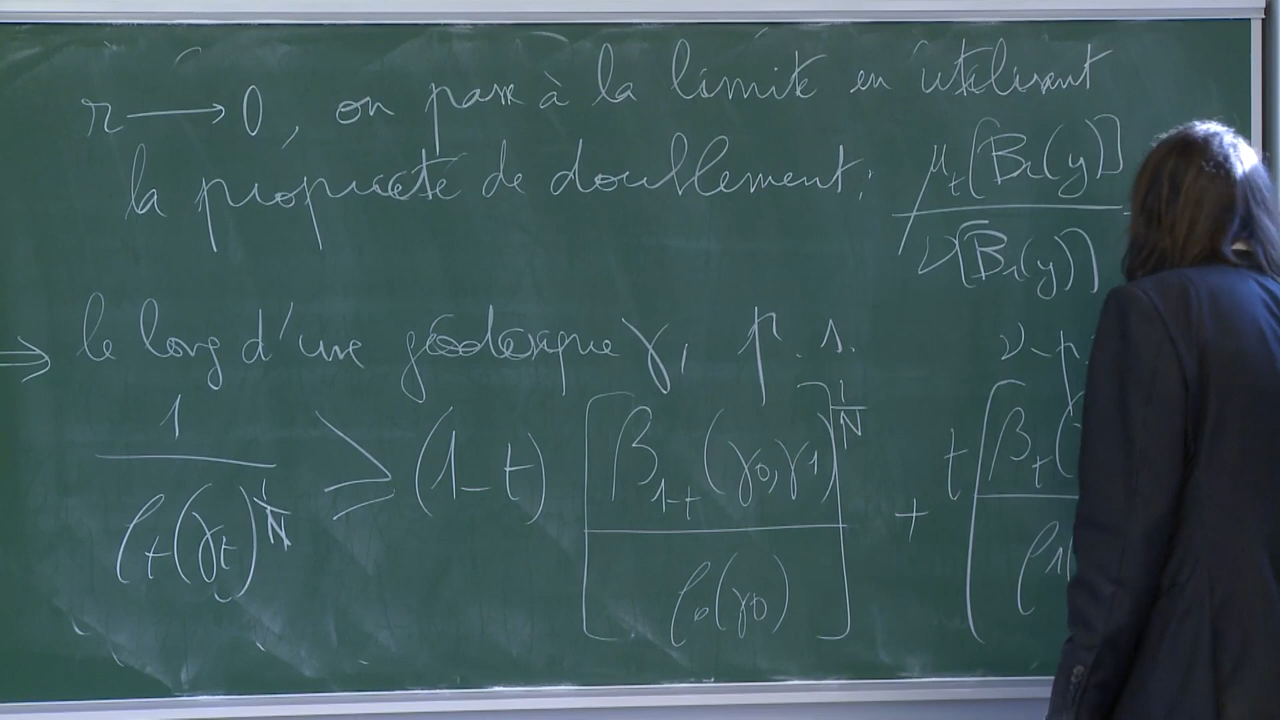 r → 0, on passe à la limite en utilisant
la propriété de doublement : μ_t[B_r(y)] / ν[B_r(y)]
⇒ le long d'une géodésique γ, p.s. ν-p.
1 / ρ_t(γ_t)^{1/N} ≥ (1-t) [β_{1-t}(γ_0, γ_1) / ρ_0(γ_0)]^{1/N} + t [β_t( / ρ_1(